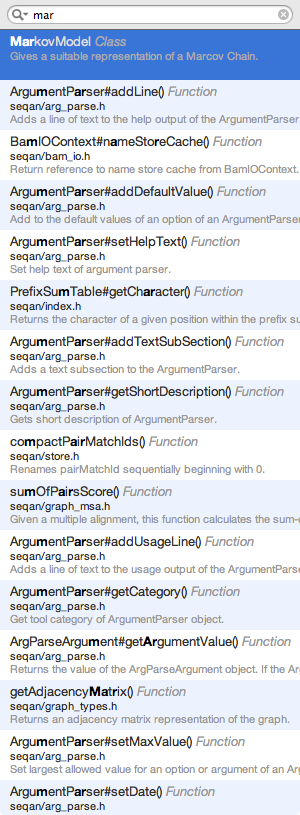 mar
MarkovModel Class
Gives a suitable representation of a Marcov Chain.
ArgumentParser#addLine() Function
seqan/arg_parse.h
Adds a line of text to the help output of the ArgumentParser
BamIOContext#nameStoreCache() Function
seqan/bam_io.h
Return reference to name store cache from BamIOContext.
ArgumentParser#addDefaultValue() Function
seqan/arg_parse.h
Add to the default values of an option of an ArgumentParser
ArgumentParser#setHelpText() Function
seqan/arg_parse.h
Set help text of argument parser.
PrefixSumTable#getCharacter() Function
seqan/index.h
Returns the character of a given position within the prefix su
ArgumentParser#addTextSubSection() Function
seqan/arg_parse.h
Adds a text subsection to the ArgumentParser.
ArgumentParser#getShortDescription() Function
seqan/arg_parse.h
Gets short description of ArgumentParser.
compactPairMatchIds() Function
seqan/store.h
Renames pairMatchId sequentially beginning with 0.
sumOfPairsScore() Function
seqan/graph_msa.h
Given a multiple alignment, this function calculates the sum-o
ArgumentParser#addUsageLine() Function
seqan/arg_parse.h
Adds a line of text to the usage output of the ArgumentParse
ArgumentParser#getCategory() Function
seqan/arg_parse.h
Get tool category of ArgumentParser object.
ArgParseArgument#getArgumentValue() Function
seqan/arg_parse.h
Returns the value of the ArgParseArgument object. If the Ar
getAdjacencyMatrix() Function
seqan/graph_types.h
Returns an adjacency matrix representation of the graph.
ArgumentParser#setMaxValue() Function
seqan/arg_parse.h
Set largest allowed value for an option or argument of an Arg
ArgumentParser#setDate() Function
seqan/arg_parse.h